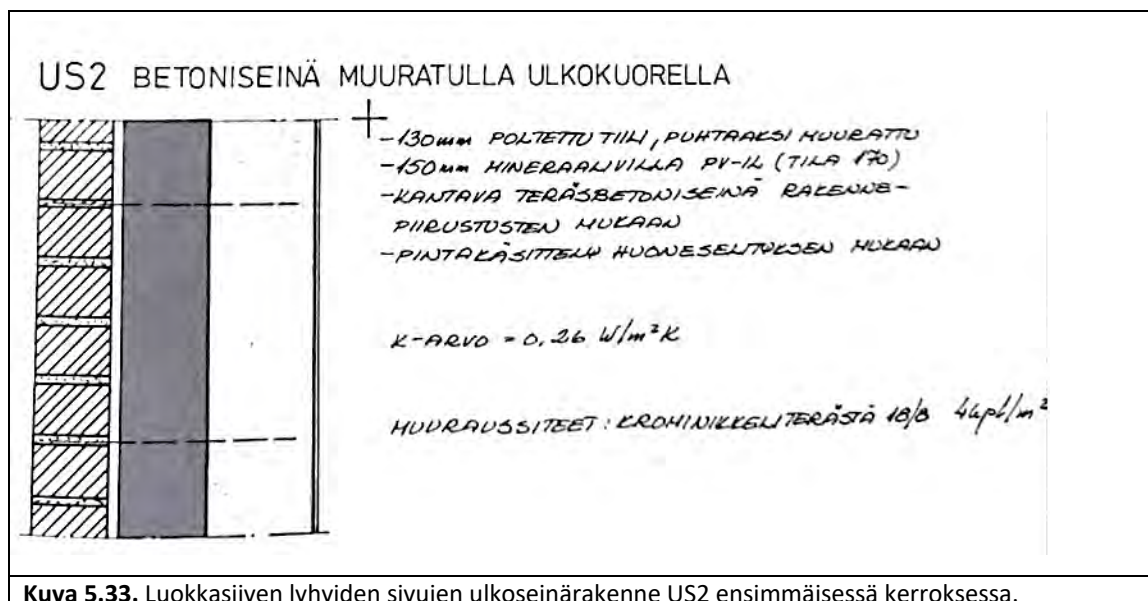 US2 BETONISEINÄ MUURATULLA ULKOKUORELLA
-130mm POLTETTU TIILI, PUHTAAKSI MUURATTU
-150mm MINERAALIVILLA PV-IL (TILA 170)
-KANTAVA TERÄSBETONISEINÄ RAKENNE-
PIIRUSTUSTEN MUKAAN
-PINTAKÄSITTELY HUONESELITYKSEN MUKAAN
K-ARVO = 0,26 W/m²K
MUURAUSSITEET: KROMINIKKELITERÄSTÄ 18/8 4kpl/m²
Kuva 5.33. Luokkasiiven lyhyiden sivujen ulkoseinärakenne US2 ensimmäisessä kerroksessa.